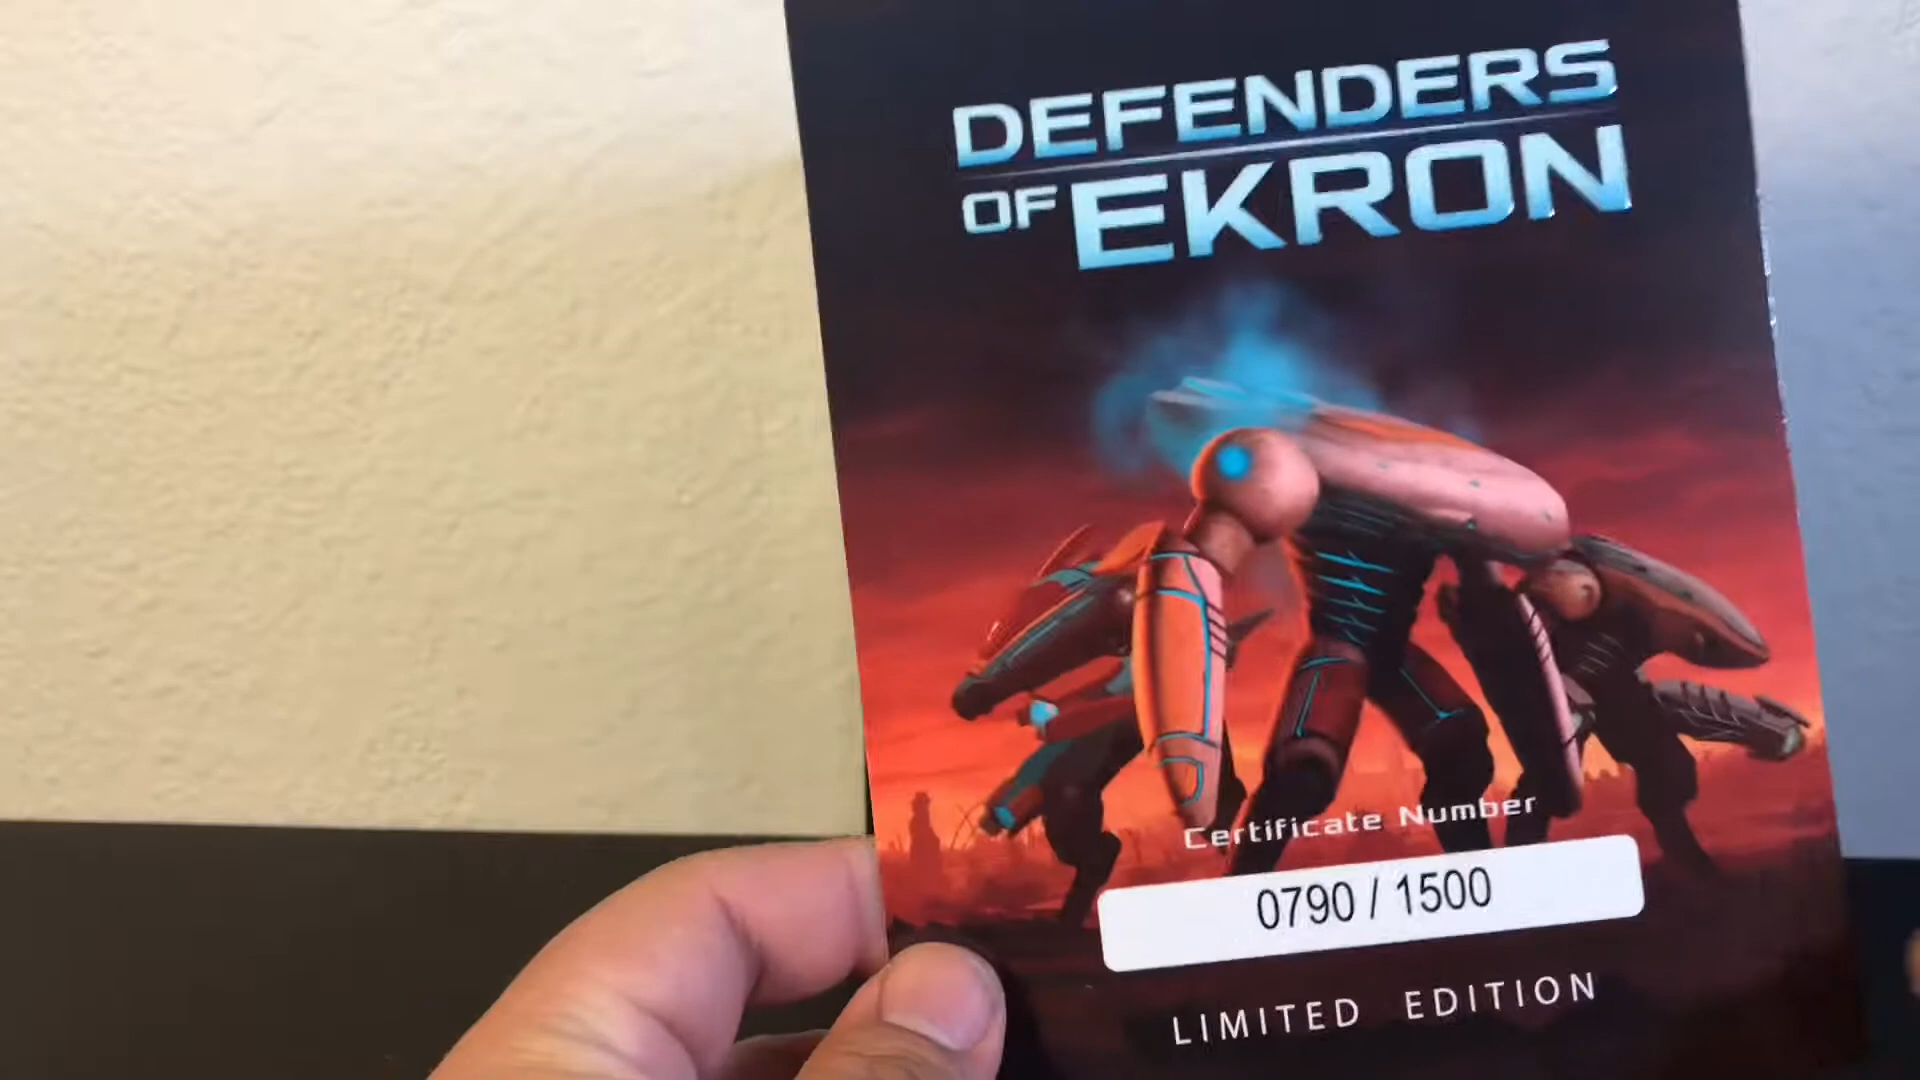 DEFENDERS
OF EKRON
Certificate Number
0790 / 1500
LIMITED EDITION